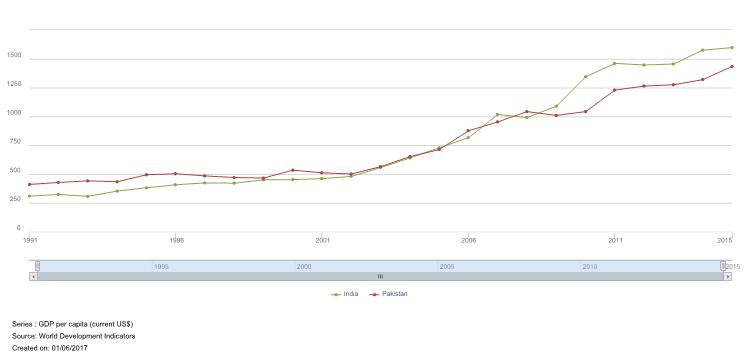 1500
1250
1000
750
500
250
0
1991 1996 2001 2006 2011 2015
1995 2000 2005 2010 2015
India Pakistan
Series : GDP per capita (current US$)
Source: World Development Indicators
Created on: 01/06/2017